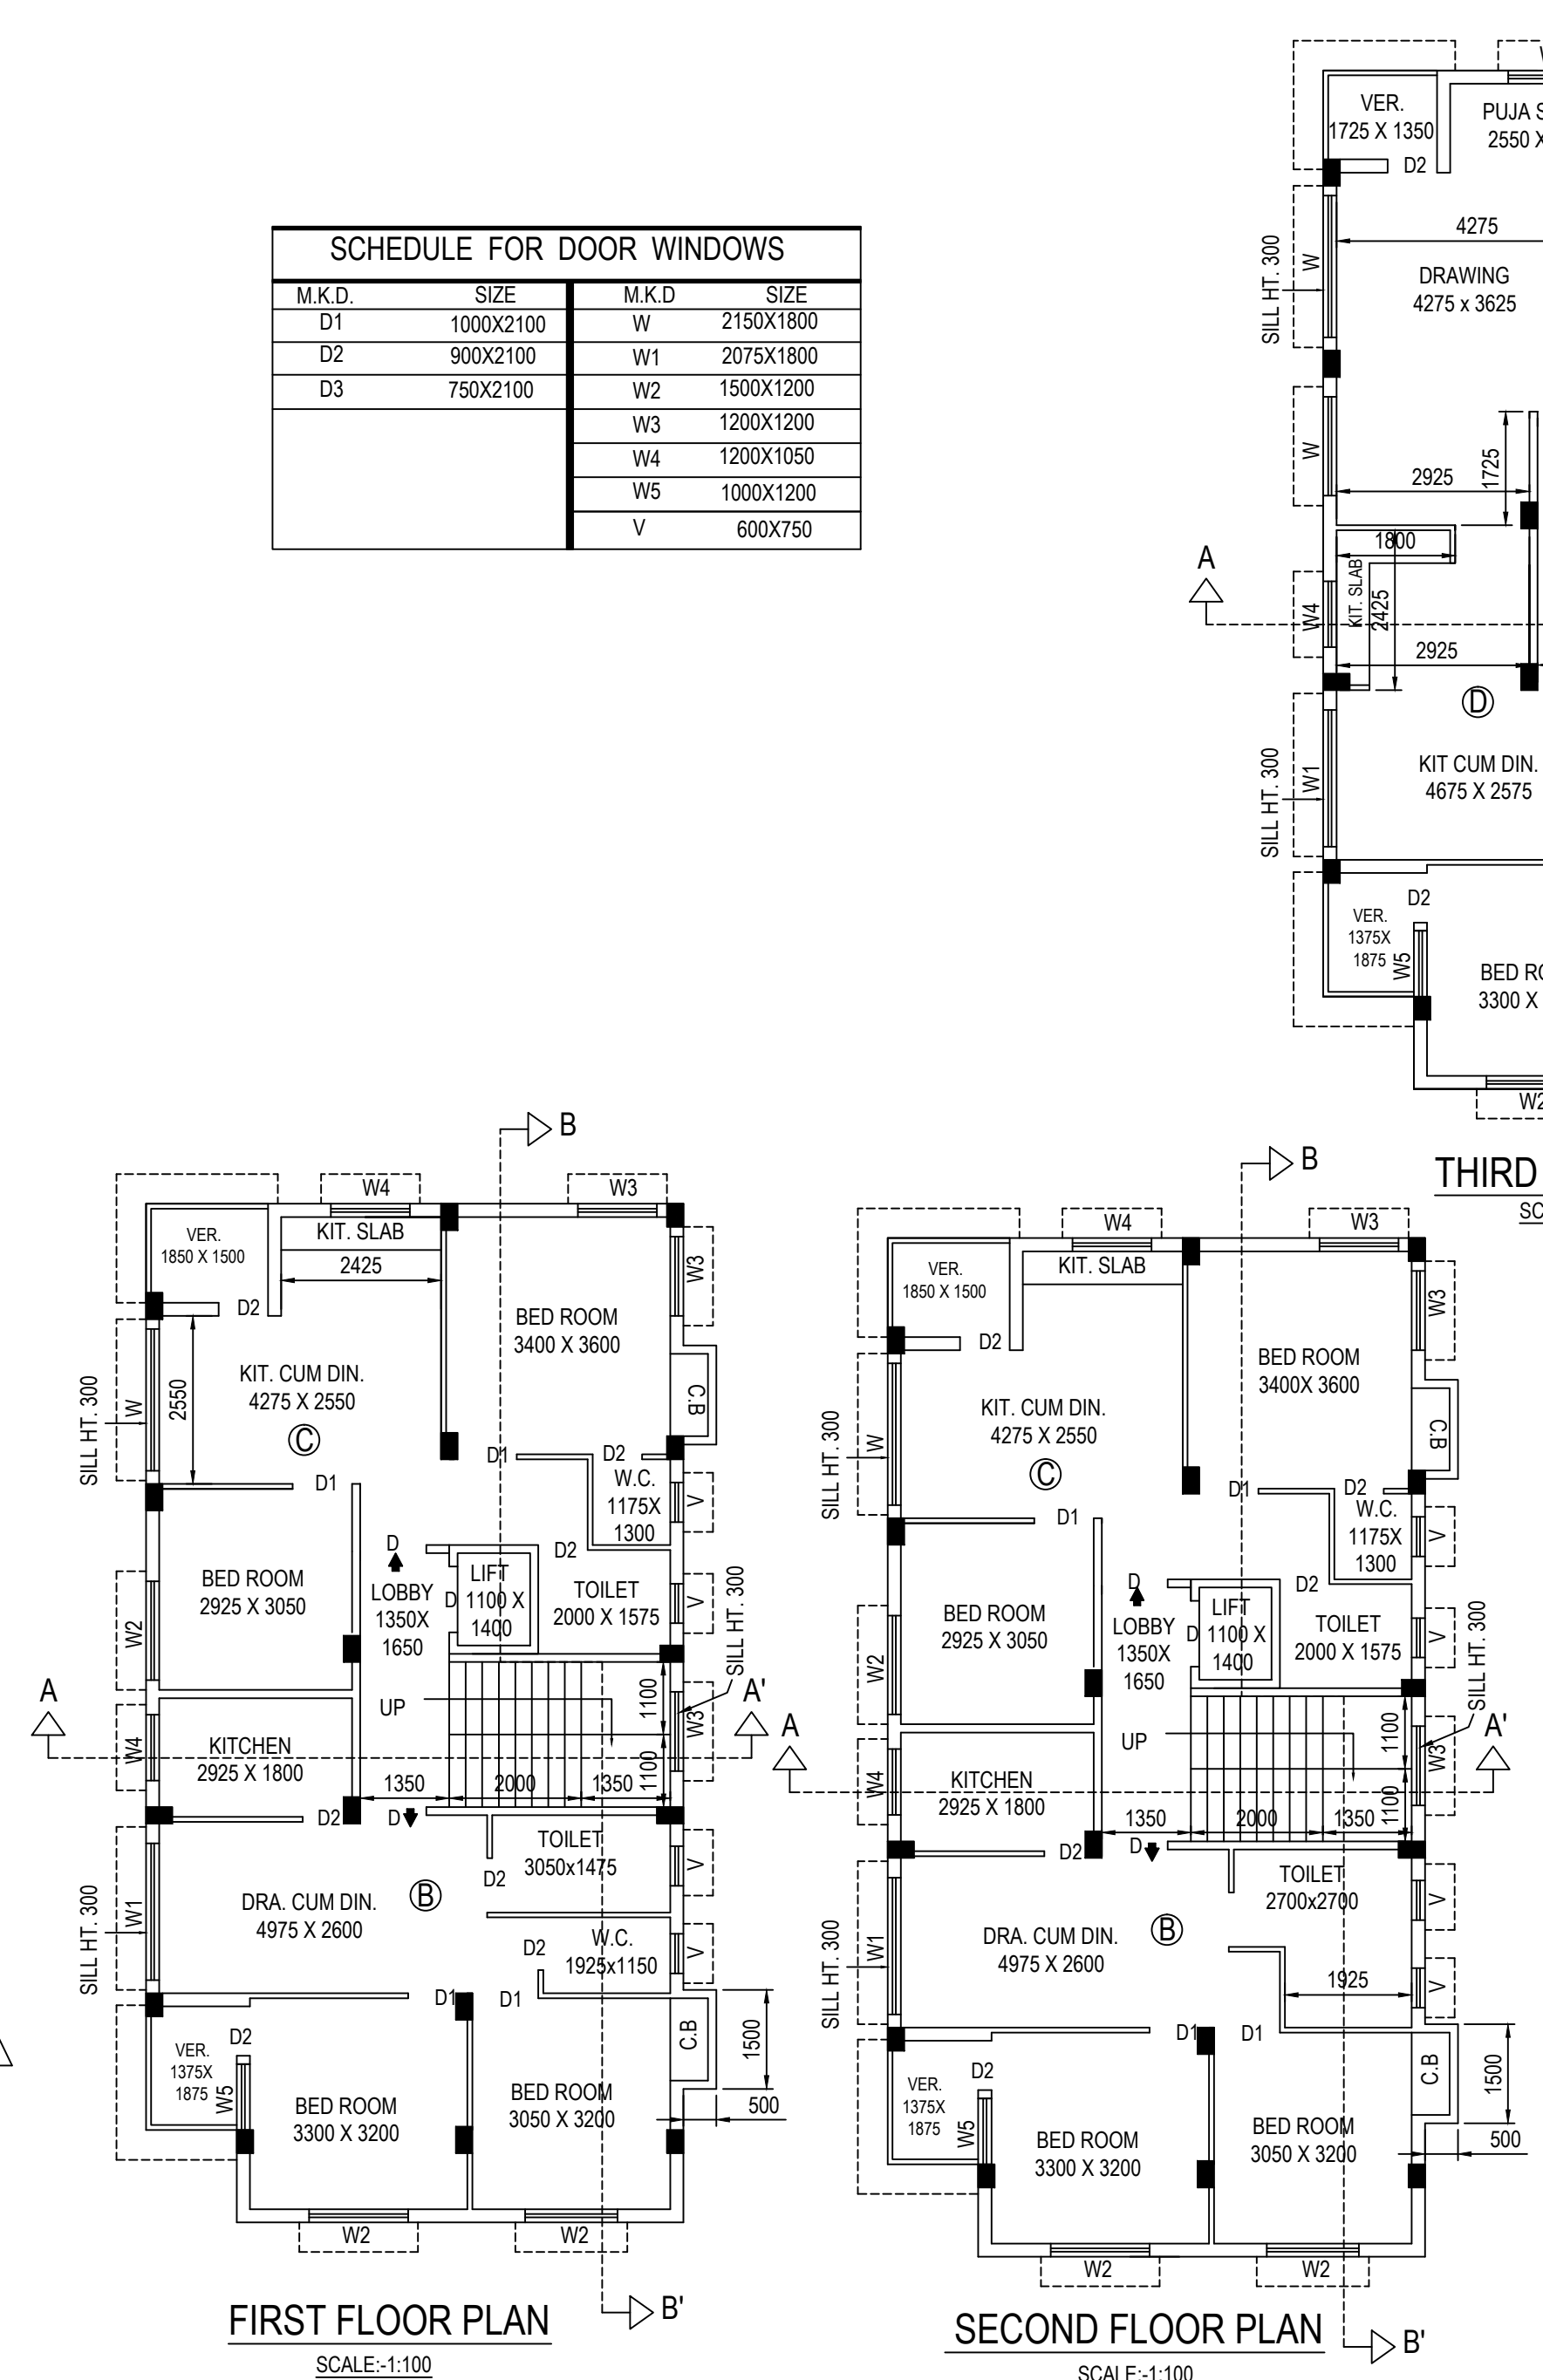 SCHEDULE FOR DOOR WINDOWS
M.K.D. SIZE M.K.D SIZE
D1 1000X2100 W 2150X1800
D2 900X2100 W1 2075X1800
D3 750X2100 W2 1500X1200
W3 1200X1200
W4 1200X1050
W5 1000X1200
V 600X750
VER.
1725 X 1350
D2
PUJA
2550 X
4275
SILL HT. 300
W
DRAWING
4275 x 3625
W
2925
1725
1800
A
W4
KIT. SLAB
2425
2925
D
SILL HT. 300
W1
KIT CUM DIN.
4675 X 2575
D2
VER.
1375X
1875
W5
BED
3300 X
THIRD
B
W4
W3
VER.
1850 X 1500
KIT. SLAB
2425
W3
D2
BED ROOM
3400 X 3600
SILL HT. 300
W
2550
KIT. CUM DIN.
4275 X 2550
C
C.B
D1
D1
D2
W.C.
1175X
1300
V
D
D2
BED ROOM
2925 X 3050
LOBBY
1350X
1650
D
LIFT
1100 X
1400
TOILET
2000 X 1575
V
SILL HT. 300
W2
A
UP
1100
W3
A'
W4
KITCHEN
2925 X 1800
1350
2000
1350
1100
D2
D
TOILET
3050x1475
V
D2
SILL HT. 300
W1
DRA. CUM DIN.
4975 X 2600
B
D2
W.C.
1925x1150
V
D1
D1
D2
VER.
1375X
1875
W5
C.B
1500
BED ROOM
3300 X 3200
BED ROOM
3050 X 3200
500
W2
W2
B'
FIRST FLOOR PLAN
SCALE:-1:100
B
W4
W3
VER.
1850 X 1500
KIT. SLAB
W3
D2
BED ROOM
3400X 3600
SILL HT. 300
W
KIT. CUM DIN.
4275 X 2550
C
C.B
D1
D1
D2
W.C.
1175X
1300
V
D
D2
BED ROOM
2925 X 3050
LOBBY
1350X
1650
D
LIFT
1100 X
1400
TOILET
2000 X 1575
V
SILL HT. 300
W2
A
UP
1100
W3
A'
W4
KITCHEN
2925 X 1800
1350
2000
1350
1100
D2
D
TOILET
2700x2700
V
SILL HT. 300
W1
DRA. CUM DIN.
4975 X 2600
B
1925
V
D1
D1
D2
VER.
1375X
1875
W5
C.B
1500
BED ROOM
3300 X 3200
BED ROOM
3050 X 3200
500
W2
W2
B'
SECOND FLOOR PLAN
SCALE:-1:100